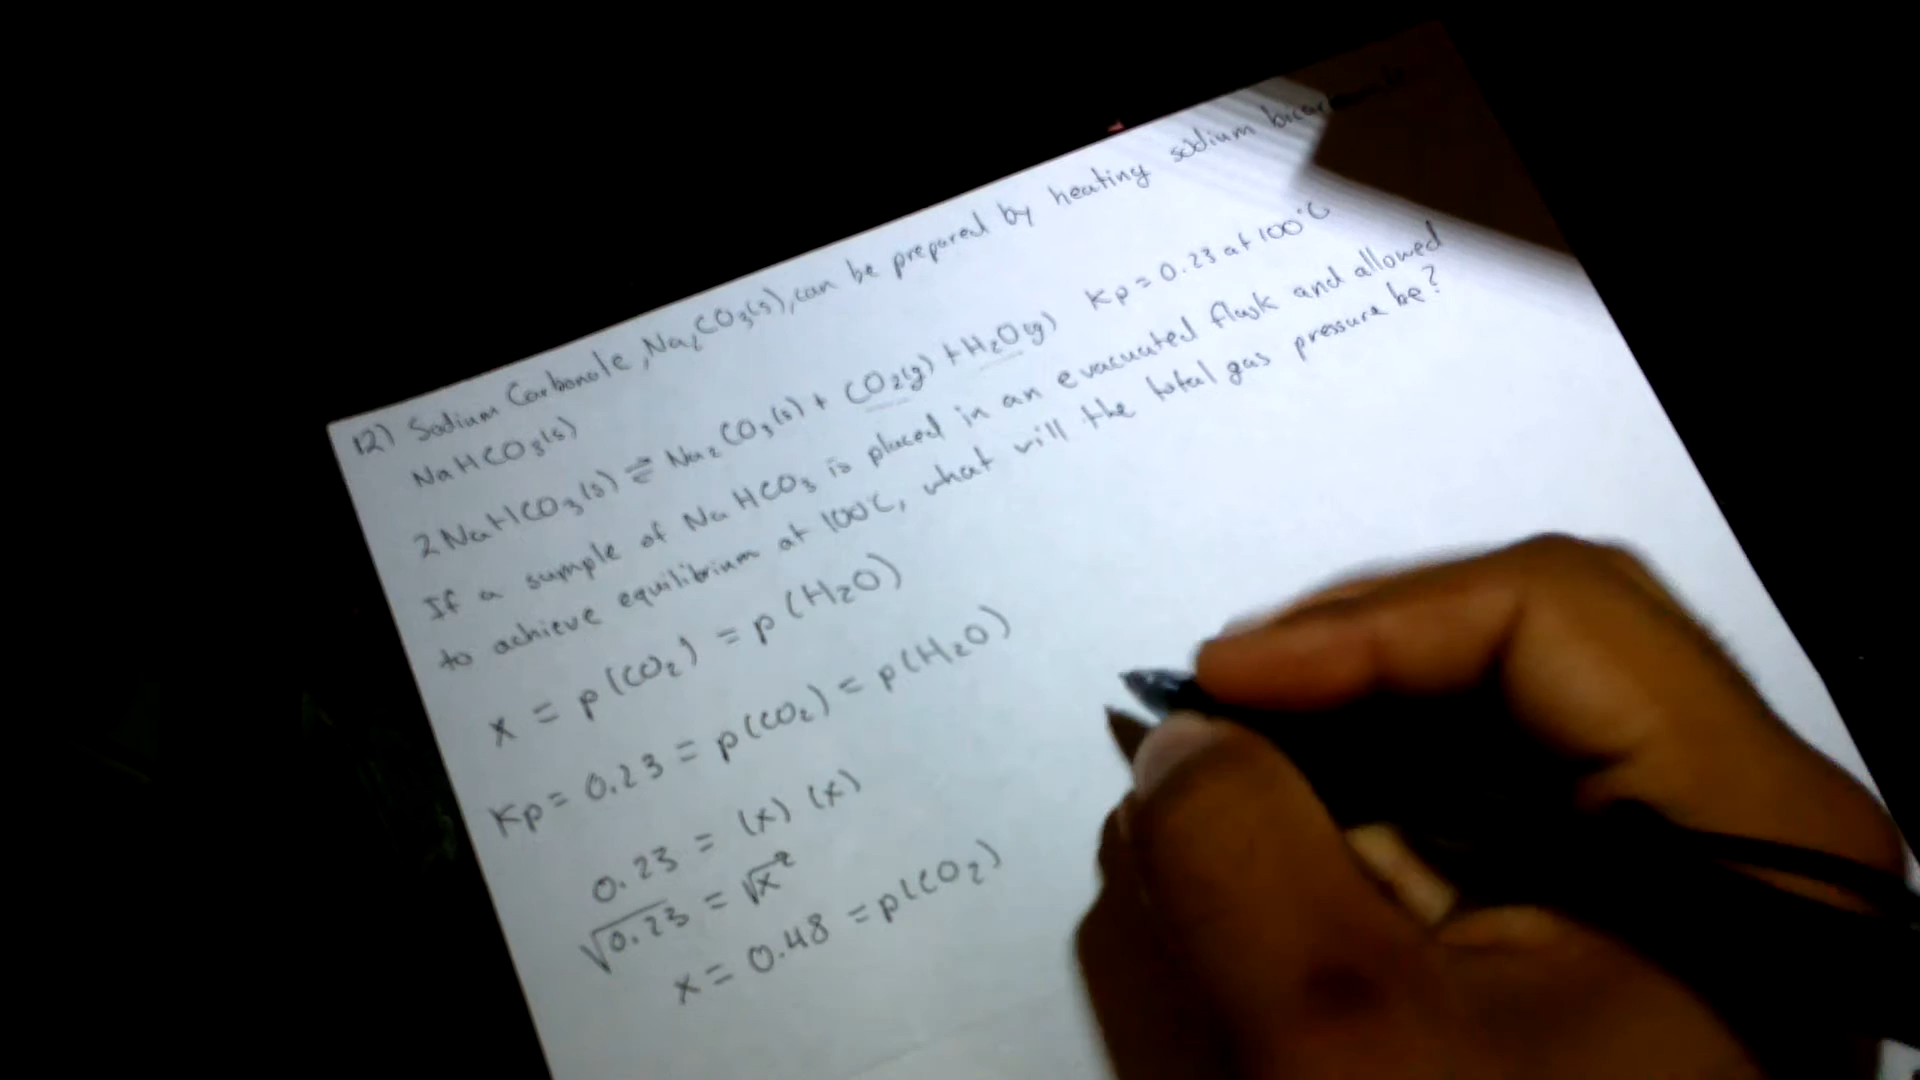 12) Sodium Carbonate, Na₂CO₃(s), can be prepared by heating sodium bicarbonate
NaHCO₃(s)
2NaHCO₃(s) ⇌ Na₂CO₃(s) + CO₂(g) + H₂O(g) Kp = 0.23 at 100°C
If a sample of NaHCO₃ is placed in an evacuated flask and allowed
to achieve equilibrium at 100°C, what will the total gas pressure be?
x = p(CO₂) = p(H₂O)
Kp = 0.23 = p(CO₂) = p(H₂O)
0.23 = (x) (x)
√0.23 = √x²
x = 0.48 = p(CO₂)